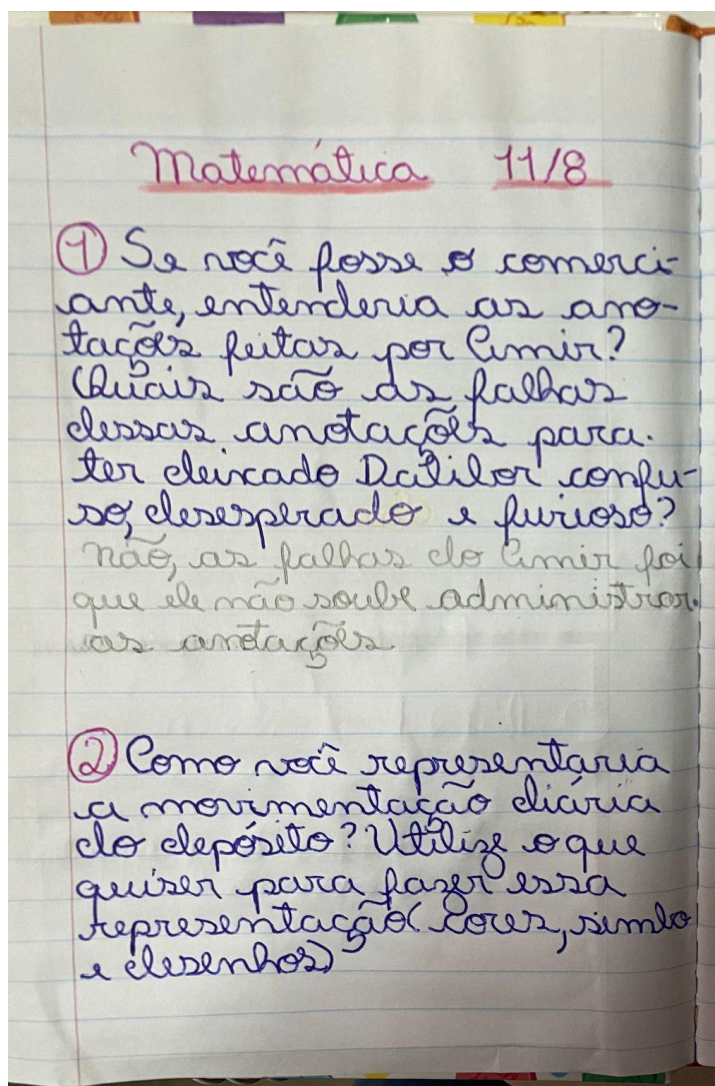 Matemática 11/8
① Se você fosse o comerci-
ante, entenderia as ano-
tações feitas por Amir?
Quais são as falhas
dessas anotações para
ter deixado Datilor confu-
so, desesperado e furioso?
não, as falhas do Amir foi
que ele não soube administrar
as anotações
② Como você representaria
a movimentação diária
do depósito? Utilize o que
quiser para fazer essa
representação (cores, símbo
e desenhos)